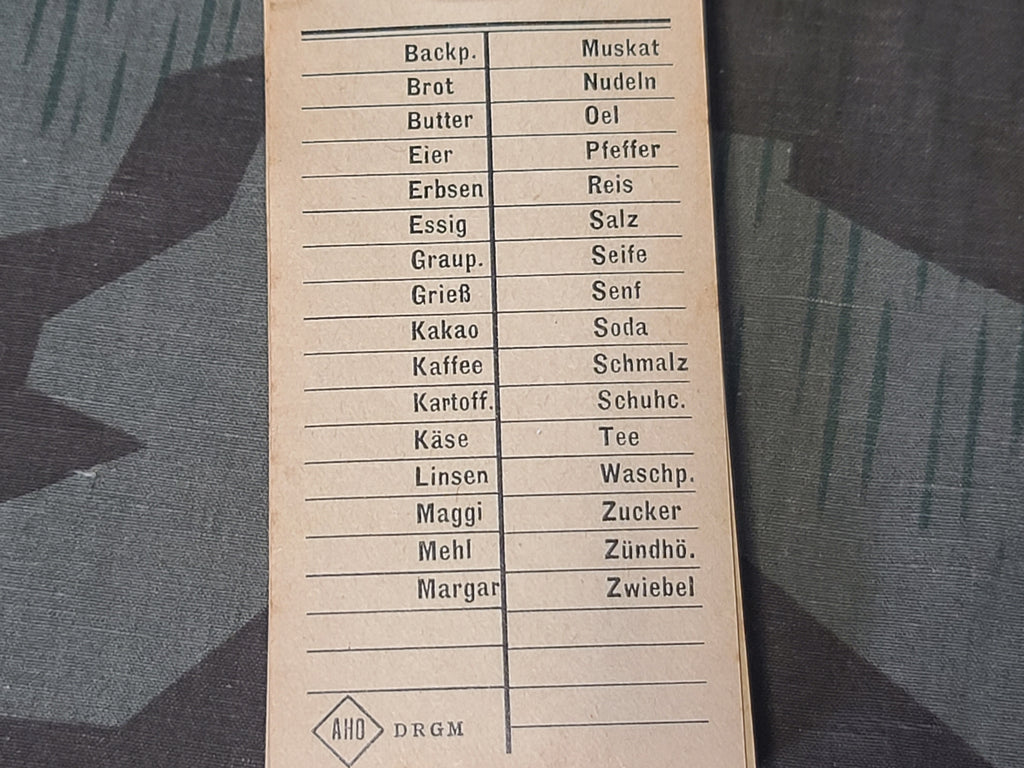 Backp. Muskat
Brot Nudeln
Butter Oel
Eier Pfeffer
Erbsen Reis
Essig Salz
Graup. Seife
Grieß Senf
Kakao Soda
Kaffee Schmalz
Kartoff. Schuhc.
Käse Tee
Linsen Waschp.
Maggi Zucker
Mehl Zündhö.
Margar Zwiebel
AHO DRGM